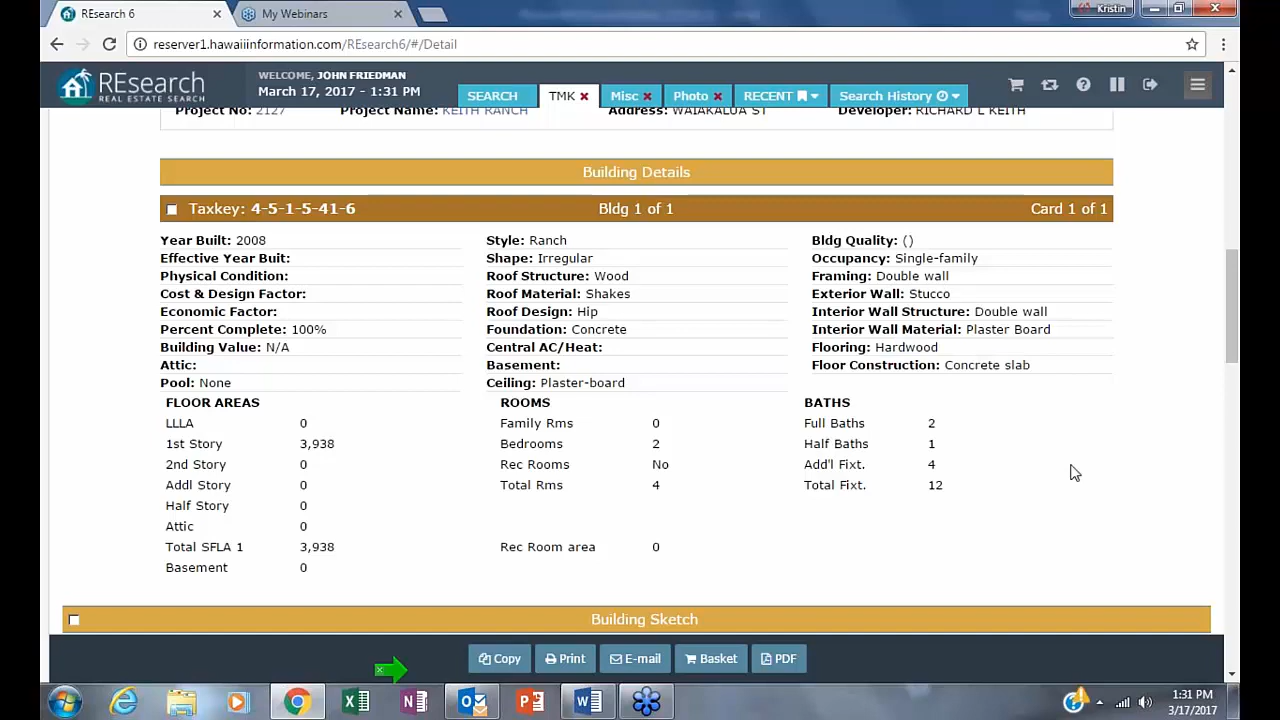 REsearch 6
My Webinars
Kristin
reserver1.hawaiiinformation.com/REsearch6/#/Detail
REsearch
REAL ESTATE SEARCH
WELCOME, JOHN FRIEDMAN
March 17, 2017 - 1:31 PM
SEARCH
TMK
Misc
Photo
RECENT
Search History
Project No: 2127 Project Name: KEITH RANCH Address: WAIAKALUA ST Developer: RICHARD L KEITH
Building Details
Taxkey: 4-5-1-5-41-6 Bldg 1 of 1 Card 1 of 1
Year Built: 2008 Style: Ranch Bldg Quality: ()
Effective Year Buit: Shape: Irregular Occupancy: Single-family
Physical Condition: Roof Structure: Wood Framing: Double wall
Cost & Design Factor: Roof Material: Shakes Exterior Wall: Stucco
Economic Factor: Roof Design: Hip Interior Wall Structure: Double wall
Percent Complete: 100% Foundation: Concrete Interior Wall Material: Plaster Board
Building Value: N/A Central AC/Heat: Flooring: Hardwood
Attic: Basement: Floor Construction: Concrete slab
Pool: None Ceiling: Plaster-board
FLOOR AREAS ROOMS BATHS
LLLA 0 Family Rms 0 Full Baths 2
1st Story 3,938 Bedrooms 2 Half Baths 1
2nd Story 0 Rec Rooms No Add'l Fixt. 4
Addl Story 0 Total Rms 4 Total Fixt. 12
Half Story 0
Attic 0
Total SFLA 1 3,938 Rec Room area 0
Basement 0
Building Sketch
Copy Print E-mail Basket PDF
1:31 PM
3/17/2017